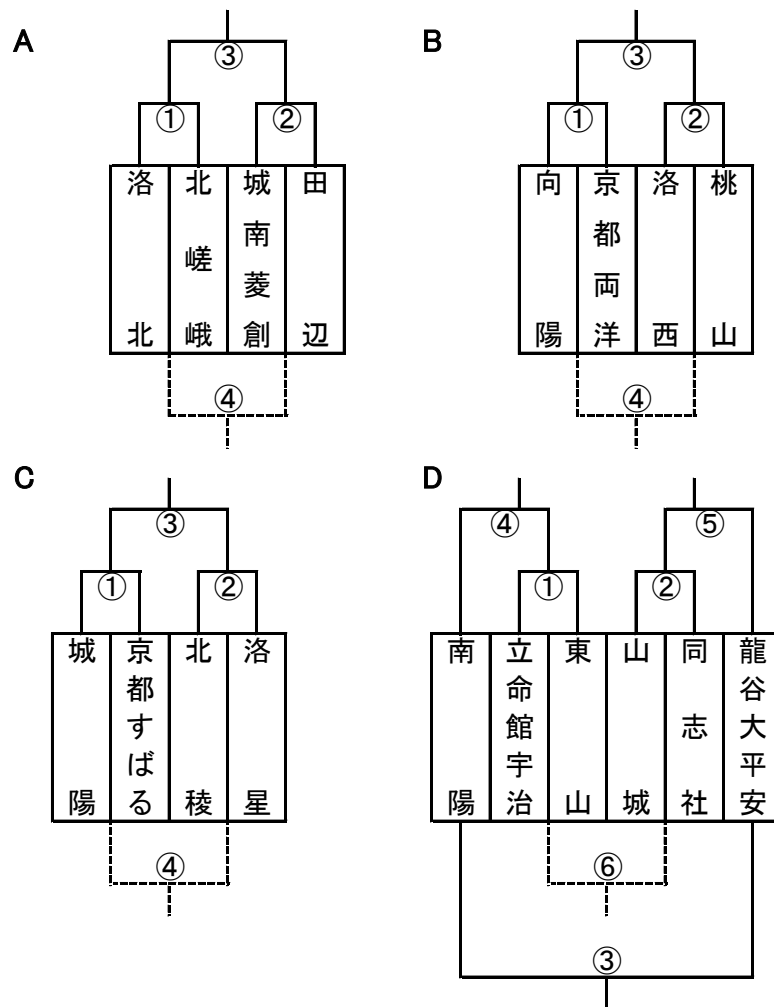 A
③
①
②
洛北
北嵯峨
城南菱創
田辺
④
B
③
①
②
向陽
京都両洋
洛西
桃山
④
C
③
①
②
城陽
京都すばる
北稜
洛星
④
D
④
⑤
①
②
南陽
立命館宇治
東山
山城
同志社
龍谷大平安
⑥
③